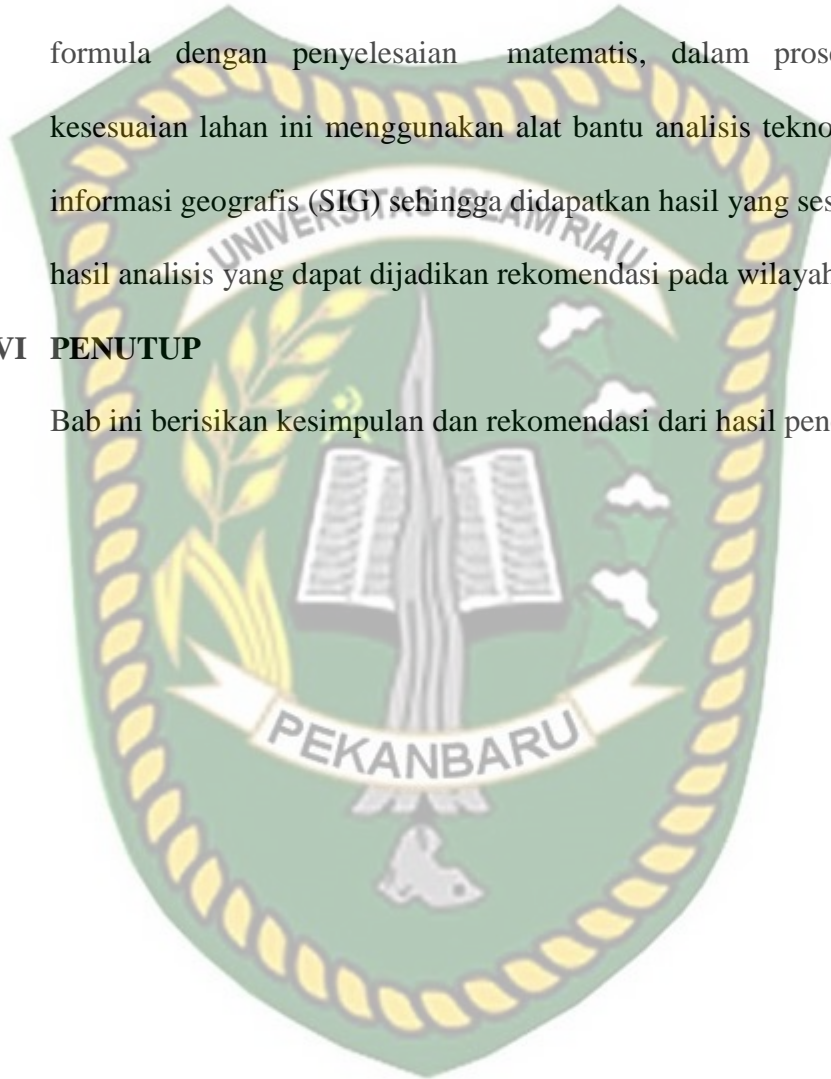 formula dengan penyelesaian matematis, dalam pros
kesesuaian lahan ini menggunakan alat bantu analisis tekno
informasi geografis (SIG) sehingga didapatkan hasil yang ses
UNIVERSITAS ISLAM RIAU
hasil analisis yang dapat dijadikan rekomendasi pada wilayah
VI PENUTUP
Bab ini berisikan kesimpulan dan rekomendasi dari hasil pen
PEKANBARU